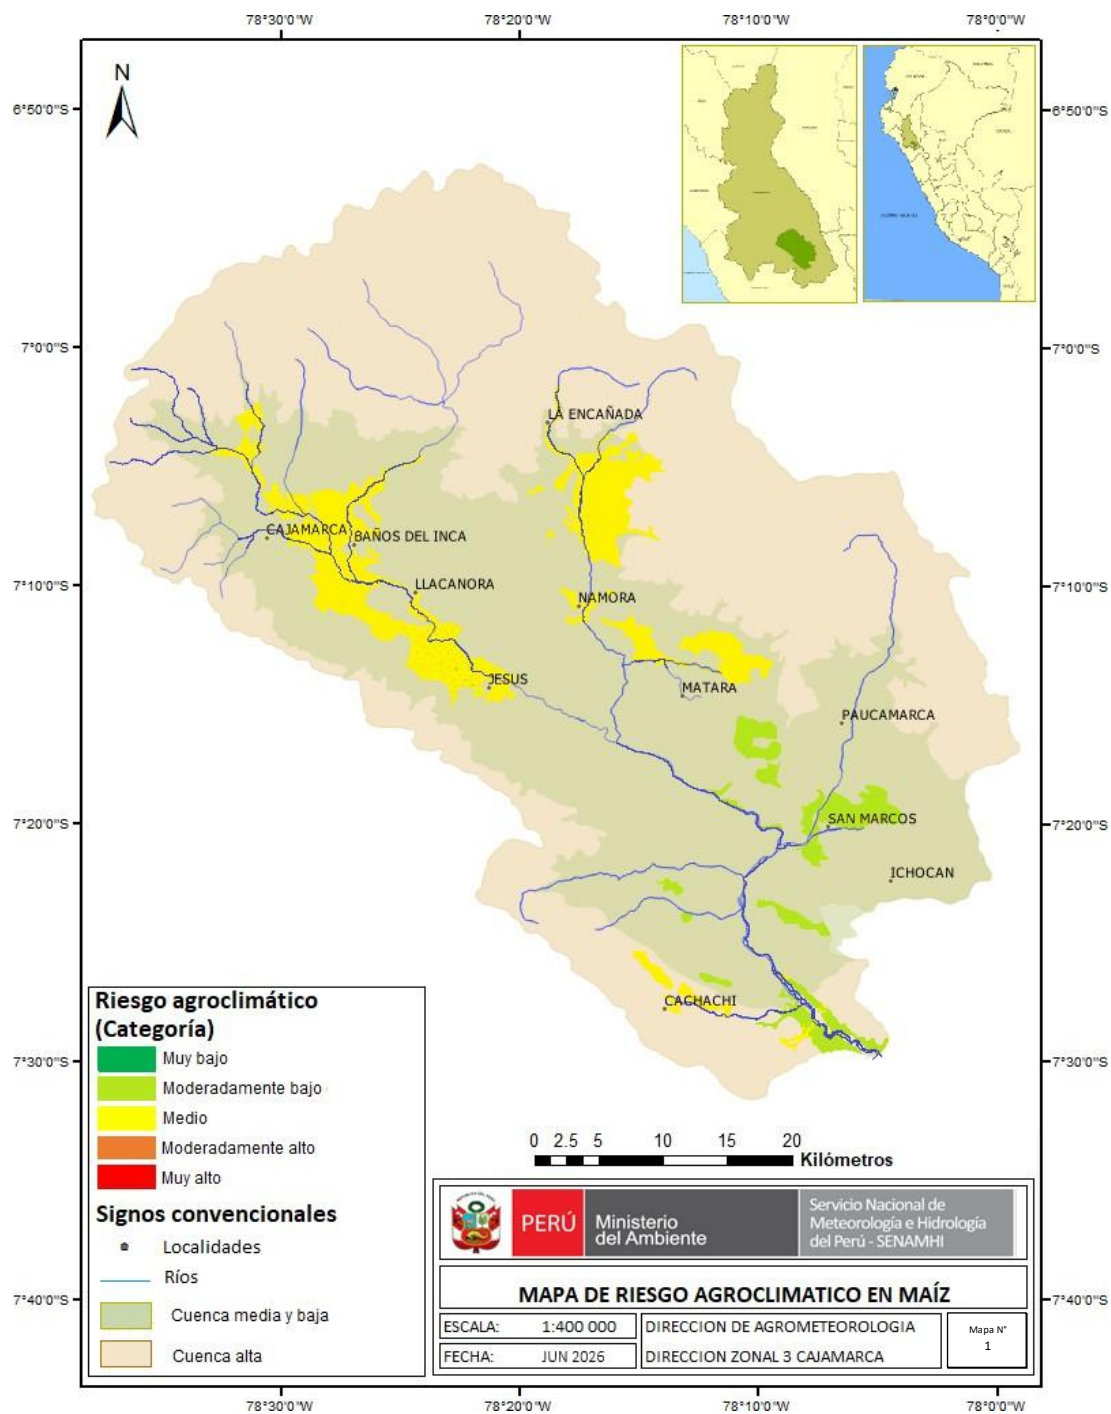 78°30'0"W
78°20'0"W
78°10'0"W
78°0'0"W
N
6°50'0"S
6°50'0"S
7°0'0"S
7°0'0"S
LA ENCAÑADA
CAJAMARCA
BAÑOS DEL INCA
7°10'0"S
7°10'0"S
LLACANORA
NAMORA
JESUS
MATARA
PAUCAMARCA
7°20'0"S
7°20'0"S
SAN MARCOS
ICHOCAN
CACHACHI
7°30'0"S
7°30'0"S
Riesgo agroclimático
(Categoría)
Muy bajo
Moderadamente bajo
Medio
Moderadamente alto
Muy alto
Signos convencionales
Localidades
Ríos
Cuenca media y baja
Cuenca alta
0 2.5 5 10 15 20
Kilómetros
PERÚ
Ministerio
del Ambiente
Servicio Nacional de
Meteorología e Hidrología
del Perú - SENAMHI
MAPA DE RIESGO AGROCLIMATICO EN MAÍZ
ESCALA: 1:400 000
DIRECCION DE AGROMETEOROLOGIA
FECHA: JUN 2026
DIRECCION ZONAL 3 CAJAMARCA
Mapa N°
1
7°40'0"S
7°40'0"S
78°30'0"W
78°20'0"W
78°10'0"W
78°0'0"W